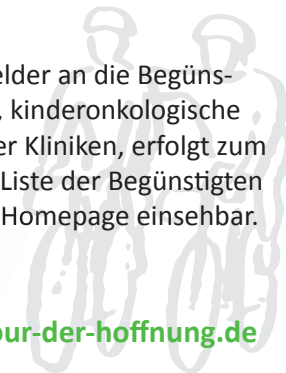 elder an die Begüns-
, kinderonkologische
er Kliniken, erfolgt zum
Liste der Begünstigten
Homepage einsehbar.
our-der-hoffnung.de